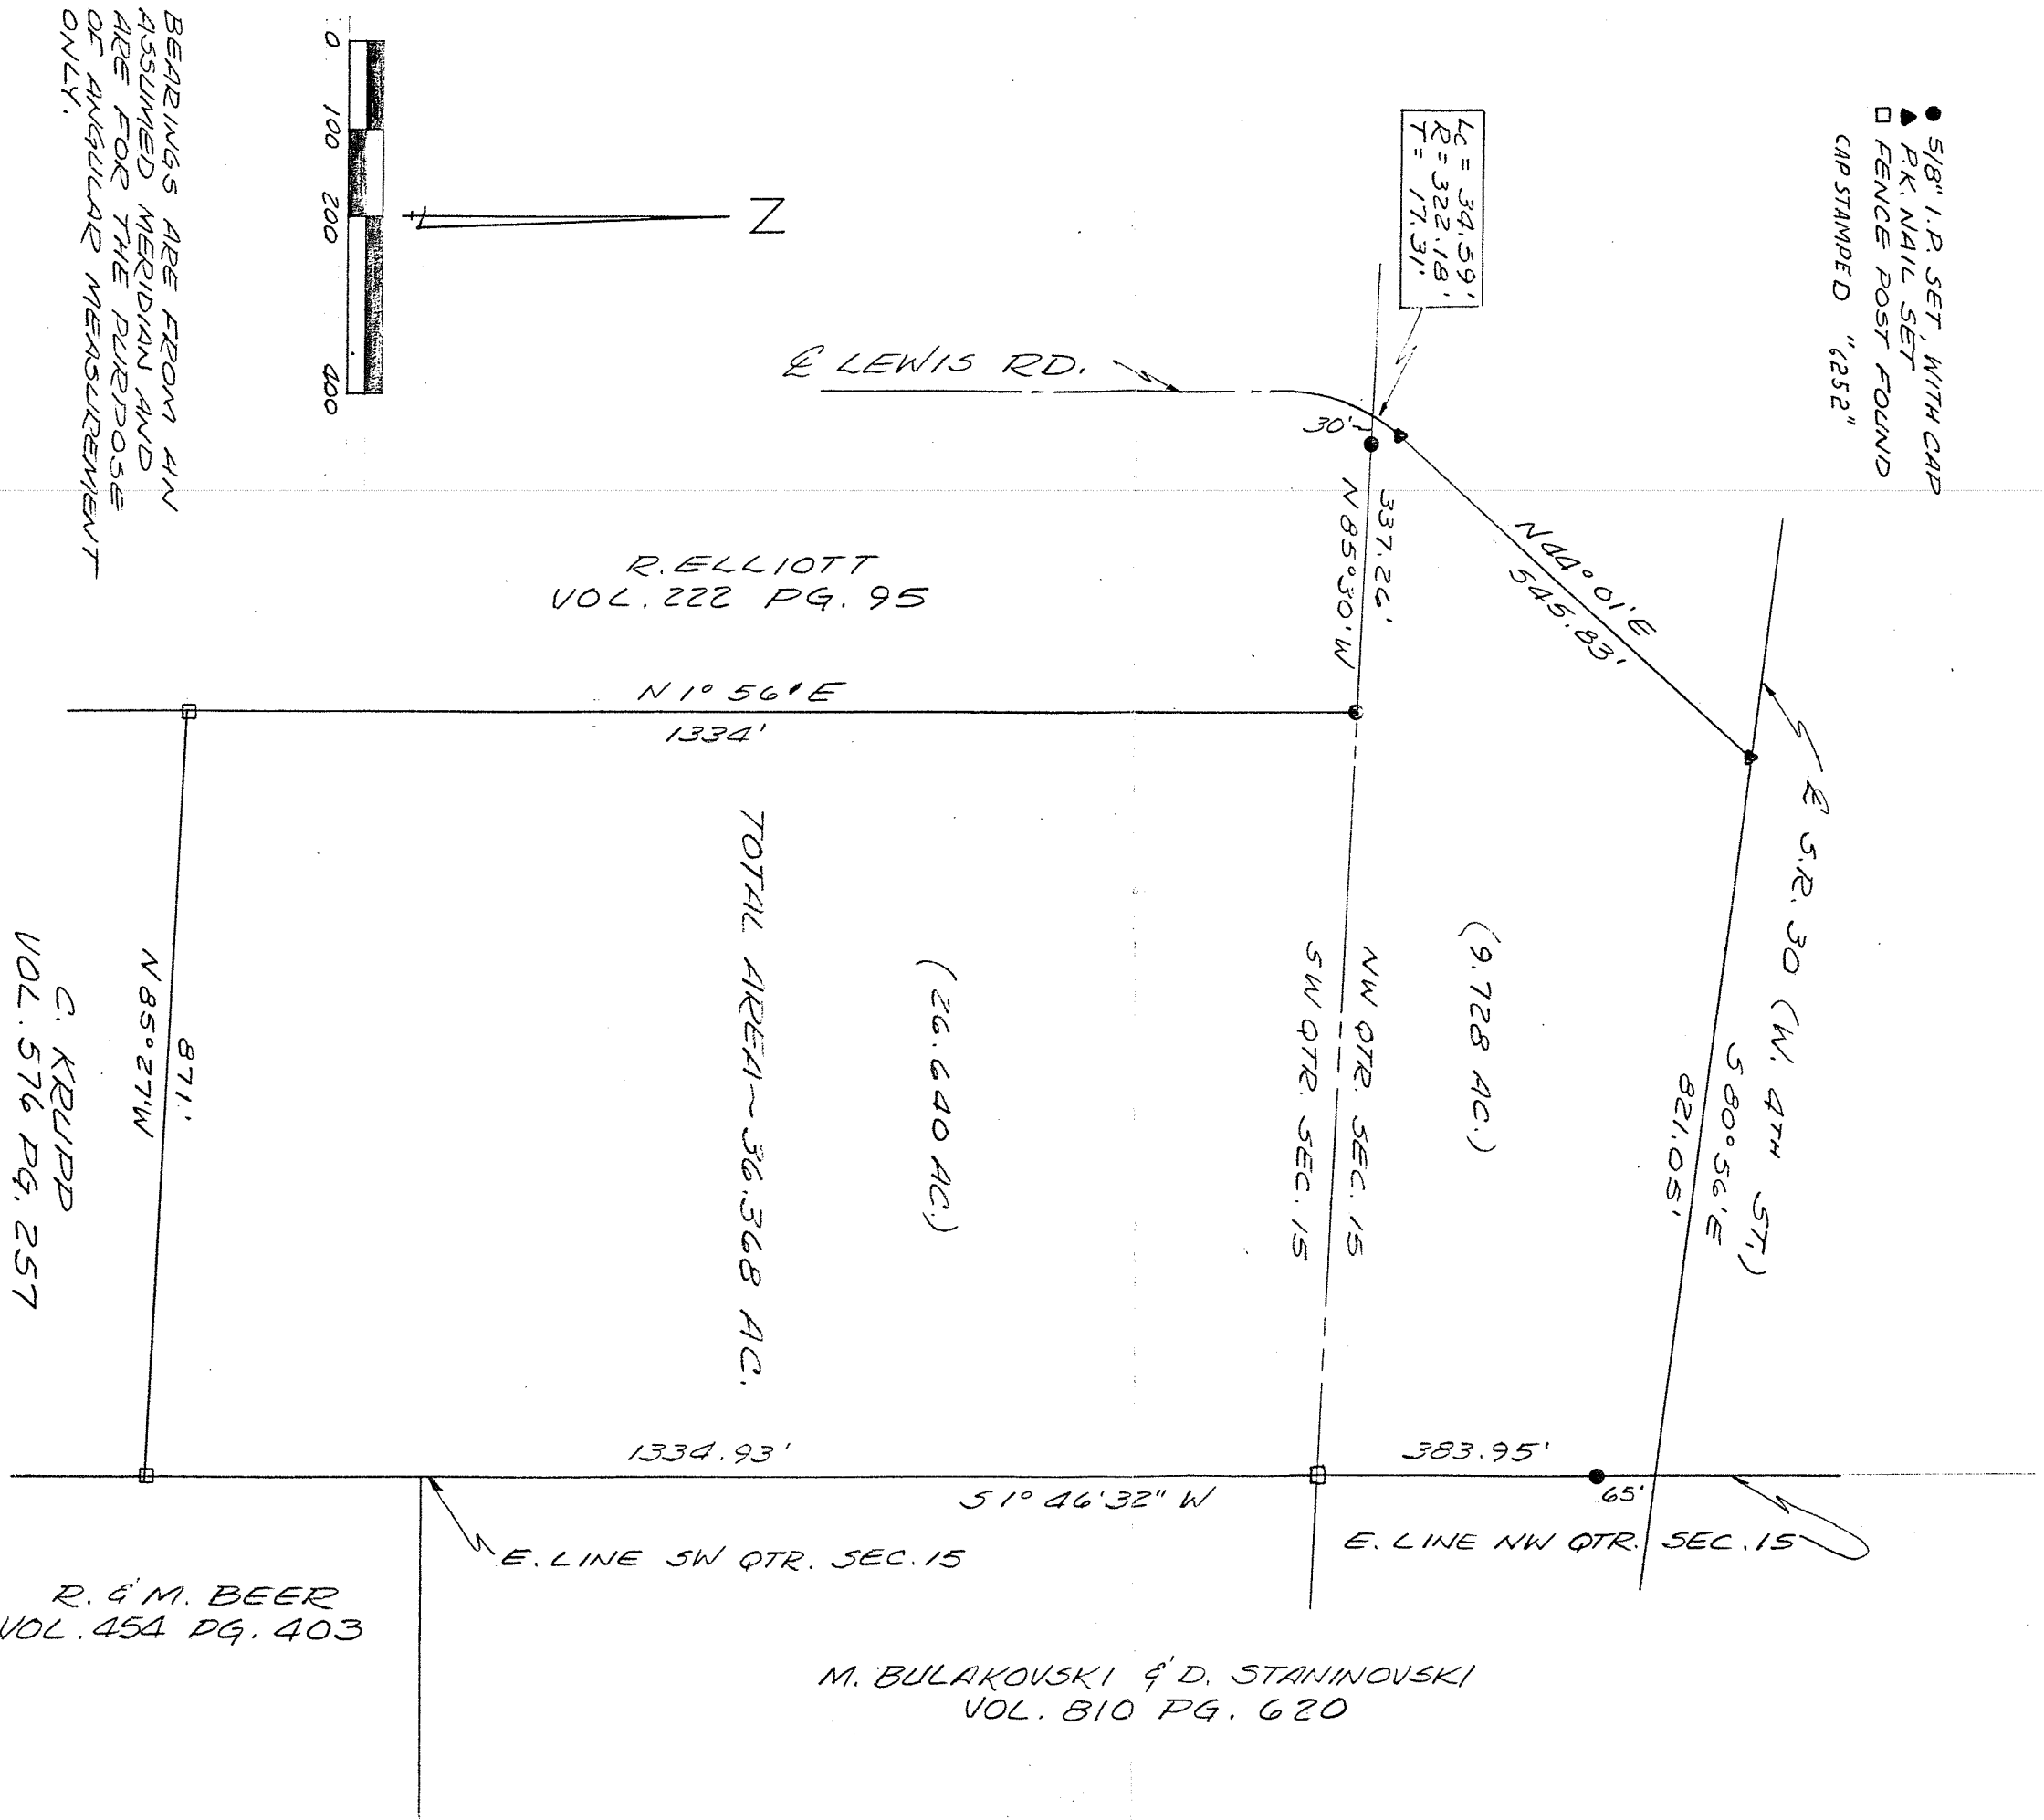 ● 5/8" I.P. SET, WITH CAP
▲ P.K. NAIL SET
□ FENCE POST FOUND
CAP STAMPED "6252"
Lc = 34.59'
R = 322.18'
T = 17.31'
℄ LEWIS RD.
30'
337.26'
N 85° 30' W
N 44° 01' E
545.83'
℄ S.R. 30 (W. 4TH ST.)
S 80° 56' E
821.05'
(9.728 AC.)
NW QTR. SEC. 15
SW QTR. SEC. 15
R. ELLIOTT
VOL. 222 PG. 95
N 1° 56' E
1334'
(26.640 AC.)
TOTAL AREA~36.368 AC.
871'
N 85° 27' W
C. KRUPP
VOL. 576 PG. 257
1334.93'
S 1° 46' 32" W
383.95'
65'
E. LINE SW QTR. SEC. 15
E. LINE NW QTR. SEC. 15
R. & M. BEER
VOL. 454 PG. 403
M. BULAKOVSKI & D. STANINOVSKI
VOL. 810 PG. 620
N
0 100 200 400
BEARINGS ARE FROM AN
ASSUMED MERIDIAN AND
ARE FOR THE PURPOSE
OF ANGULAR MEASUREMENT
ONLY.